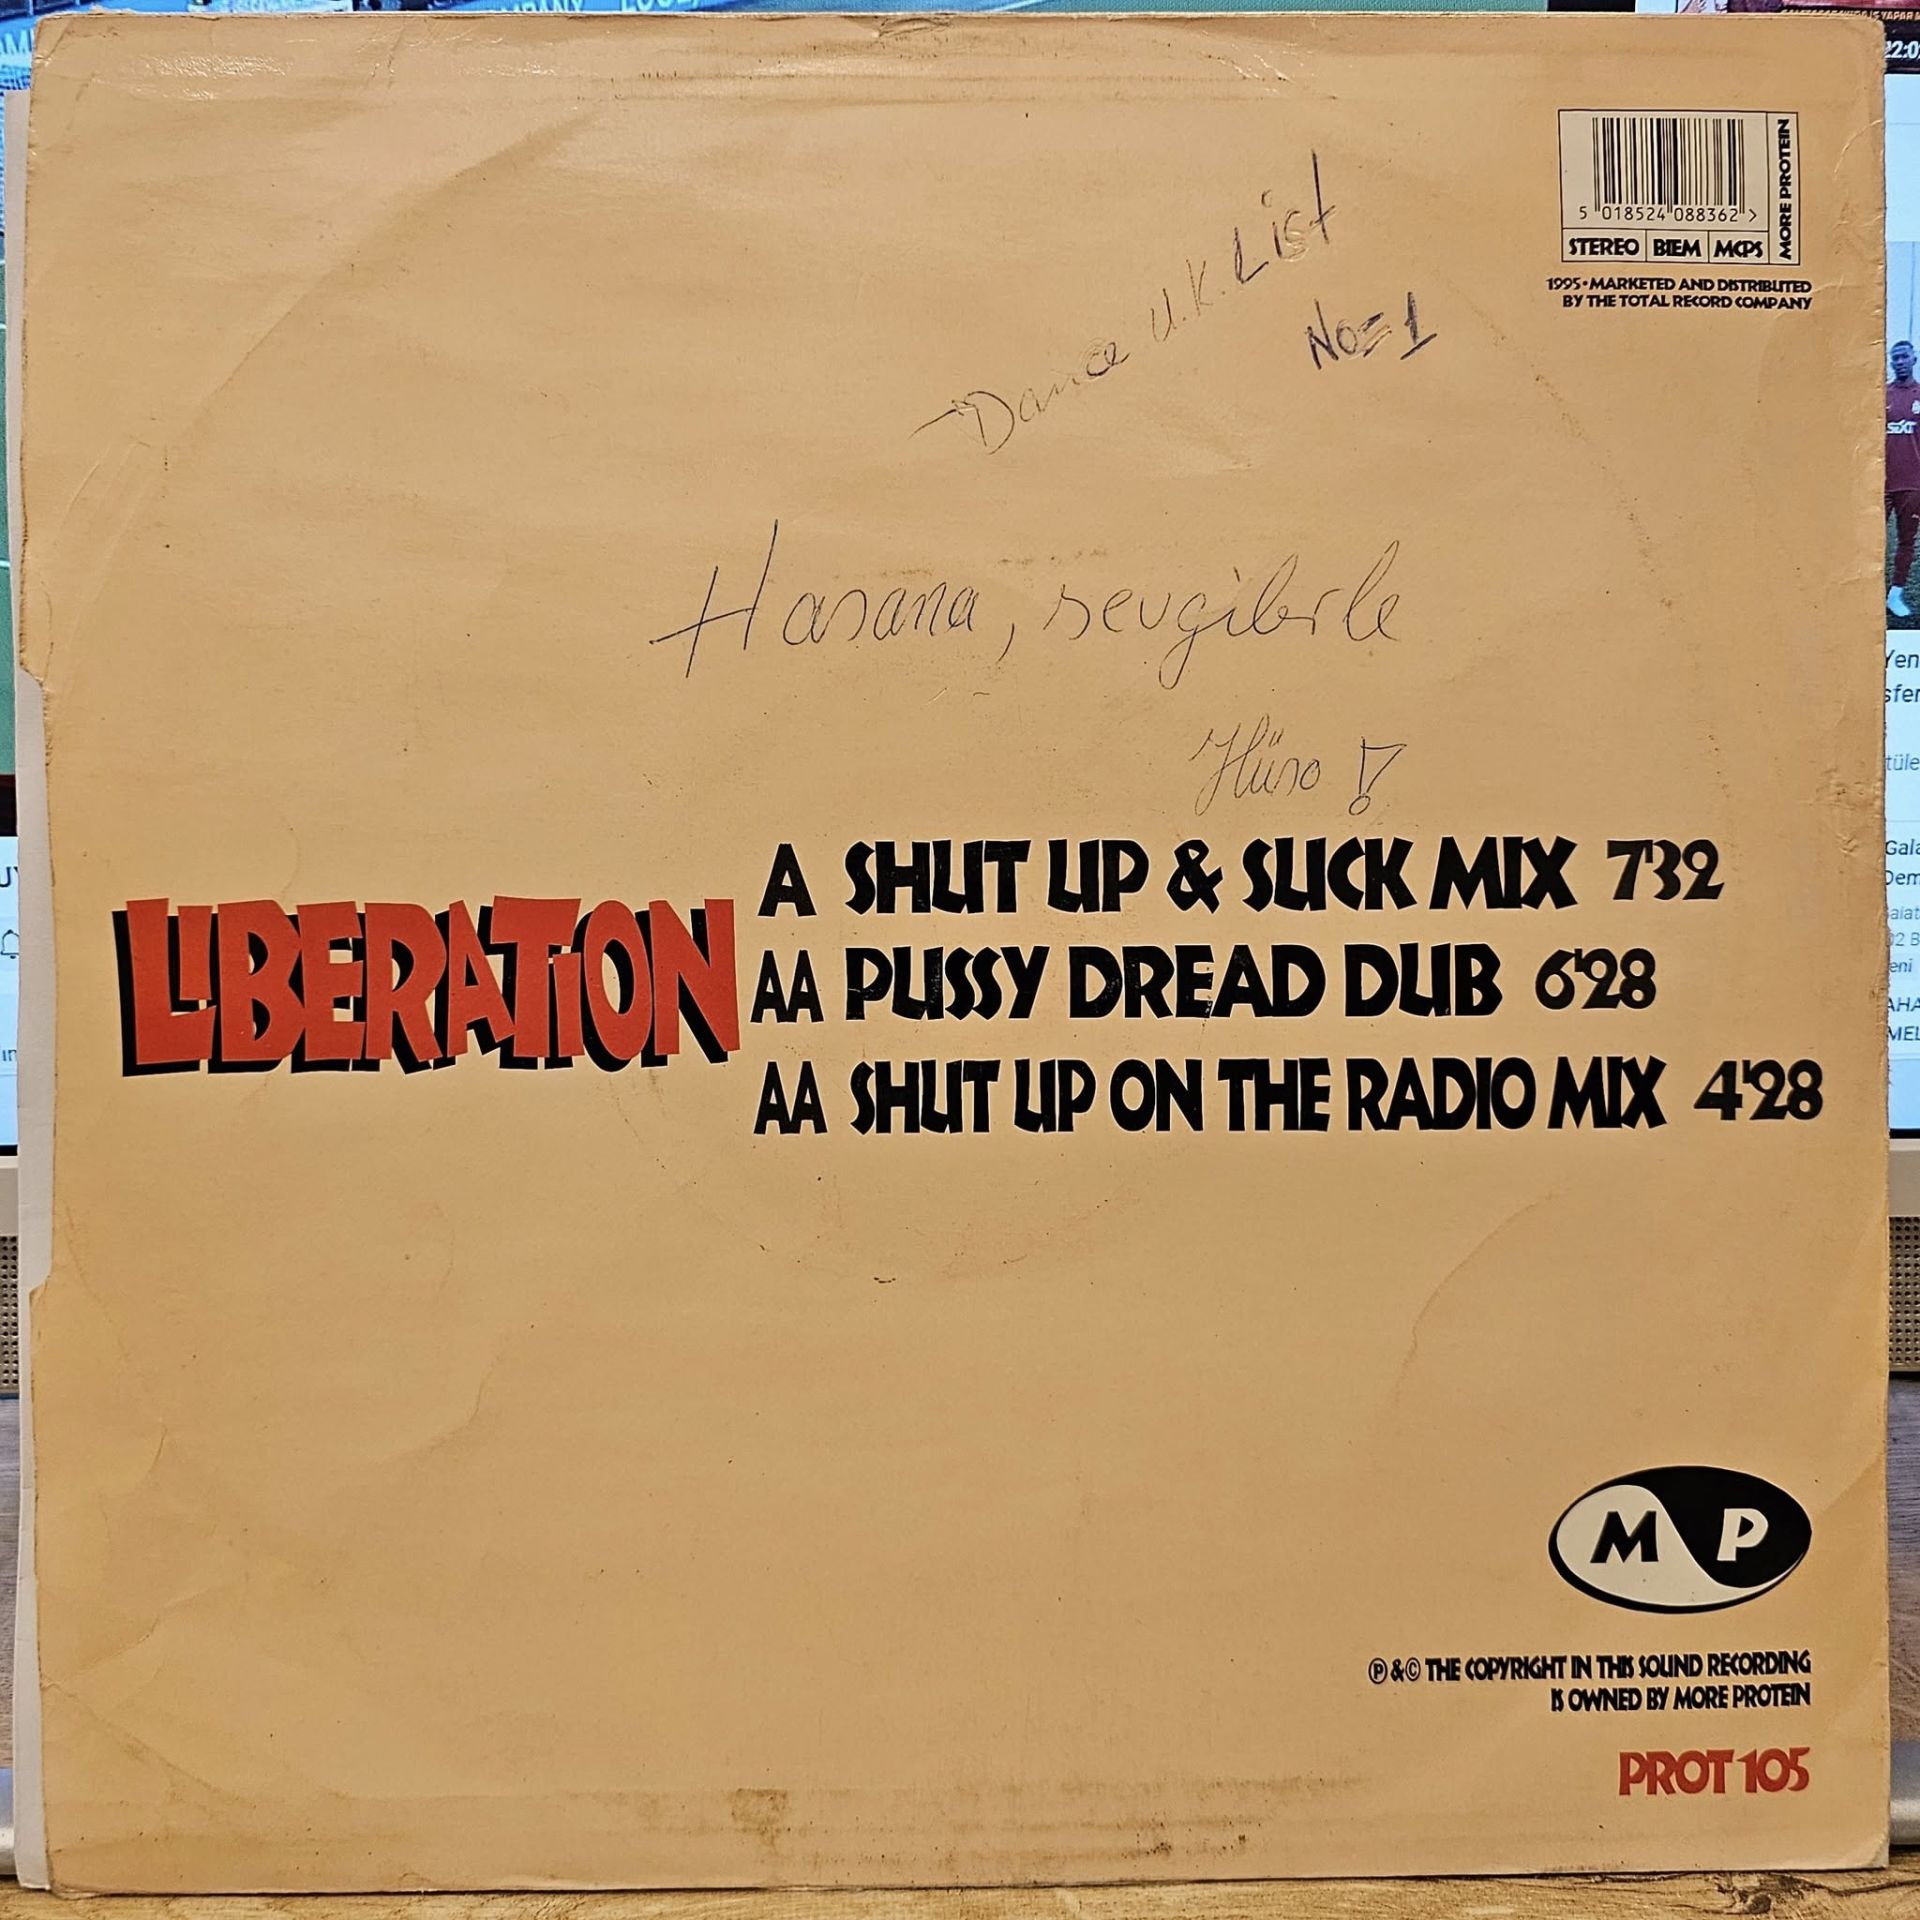 5 018524 088362 >
MORE PROTEIN
STEREO BIEM MCPS
1995 • MARKETED AND DISTRIBUTED
BY THE TOTAL RECORD COMPANY
Dance U.K. List
No=1
Hasana, sevgilerle
Hüso !
LIBERATION
A SHUT UP & SUCK MIX 7'32
AA PUSSY DREAD DUB 6'28
AA SHUT UP ON THE RADIO MIX 4'28
MP
Ⓟ & © THE COPYRIGHT IN THIS SOUND RECORDING
IS OWNED BY MORE PROTEIN
PROT 105